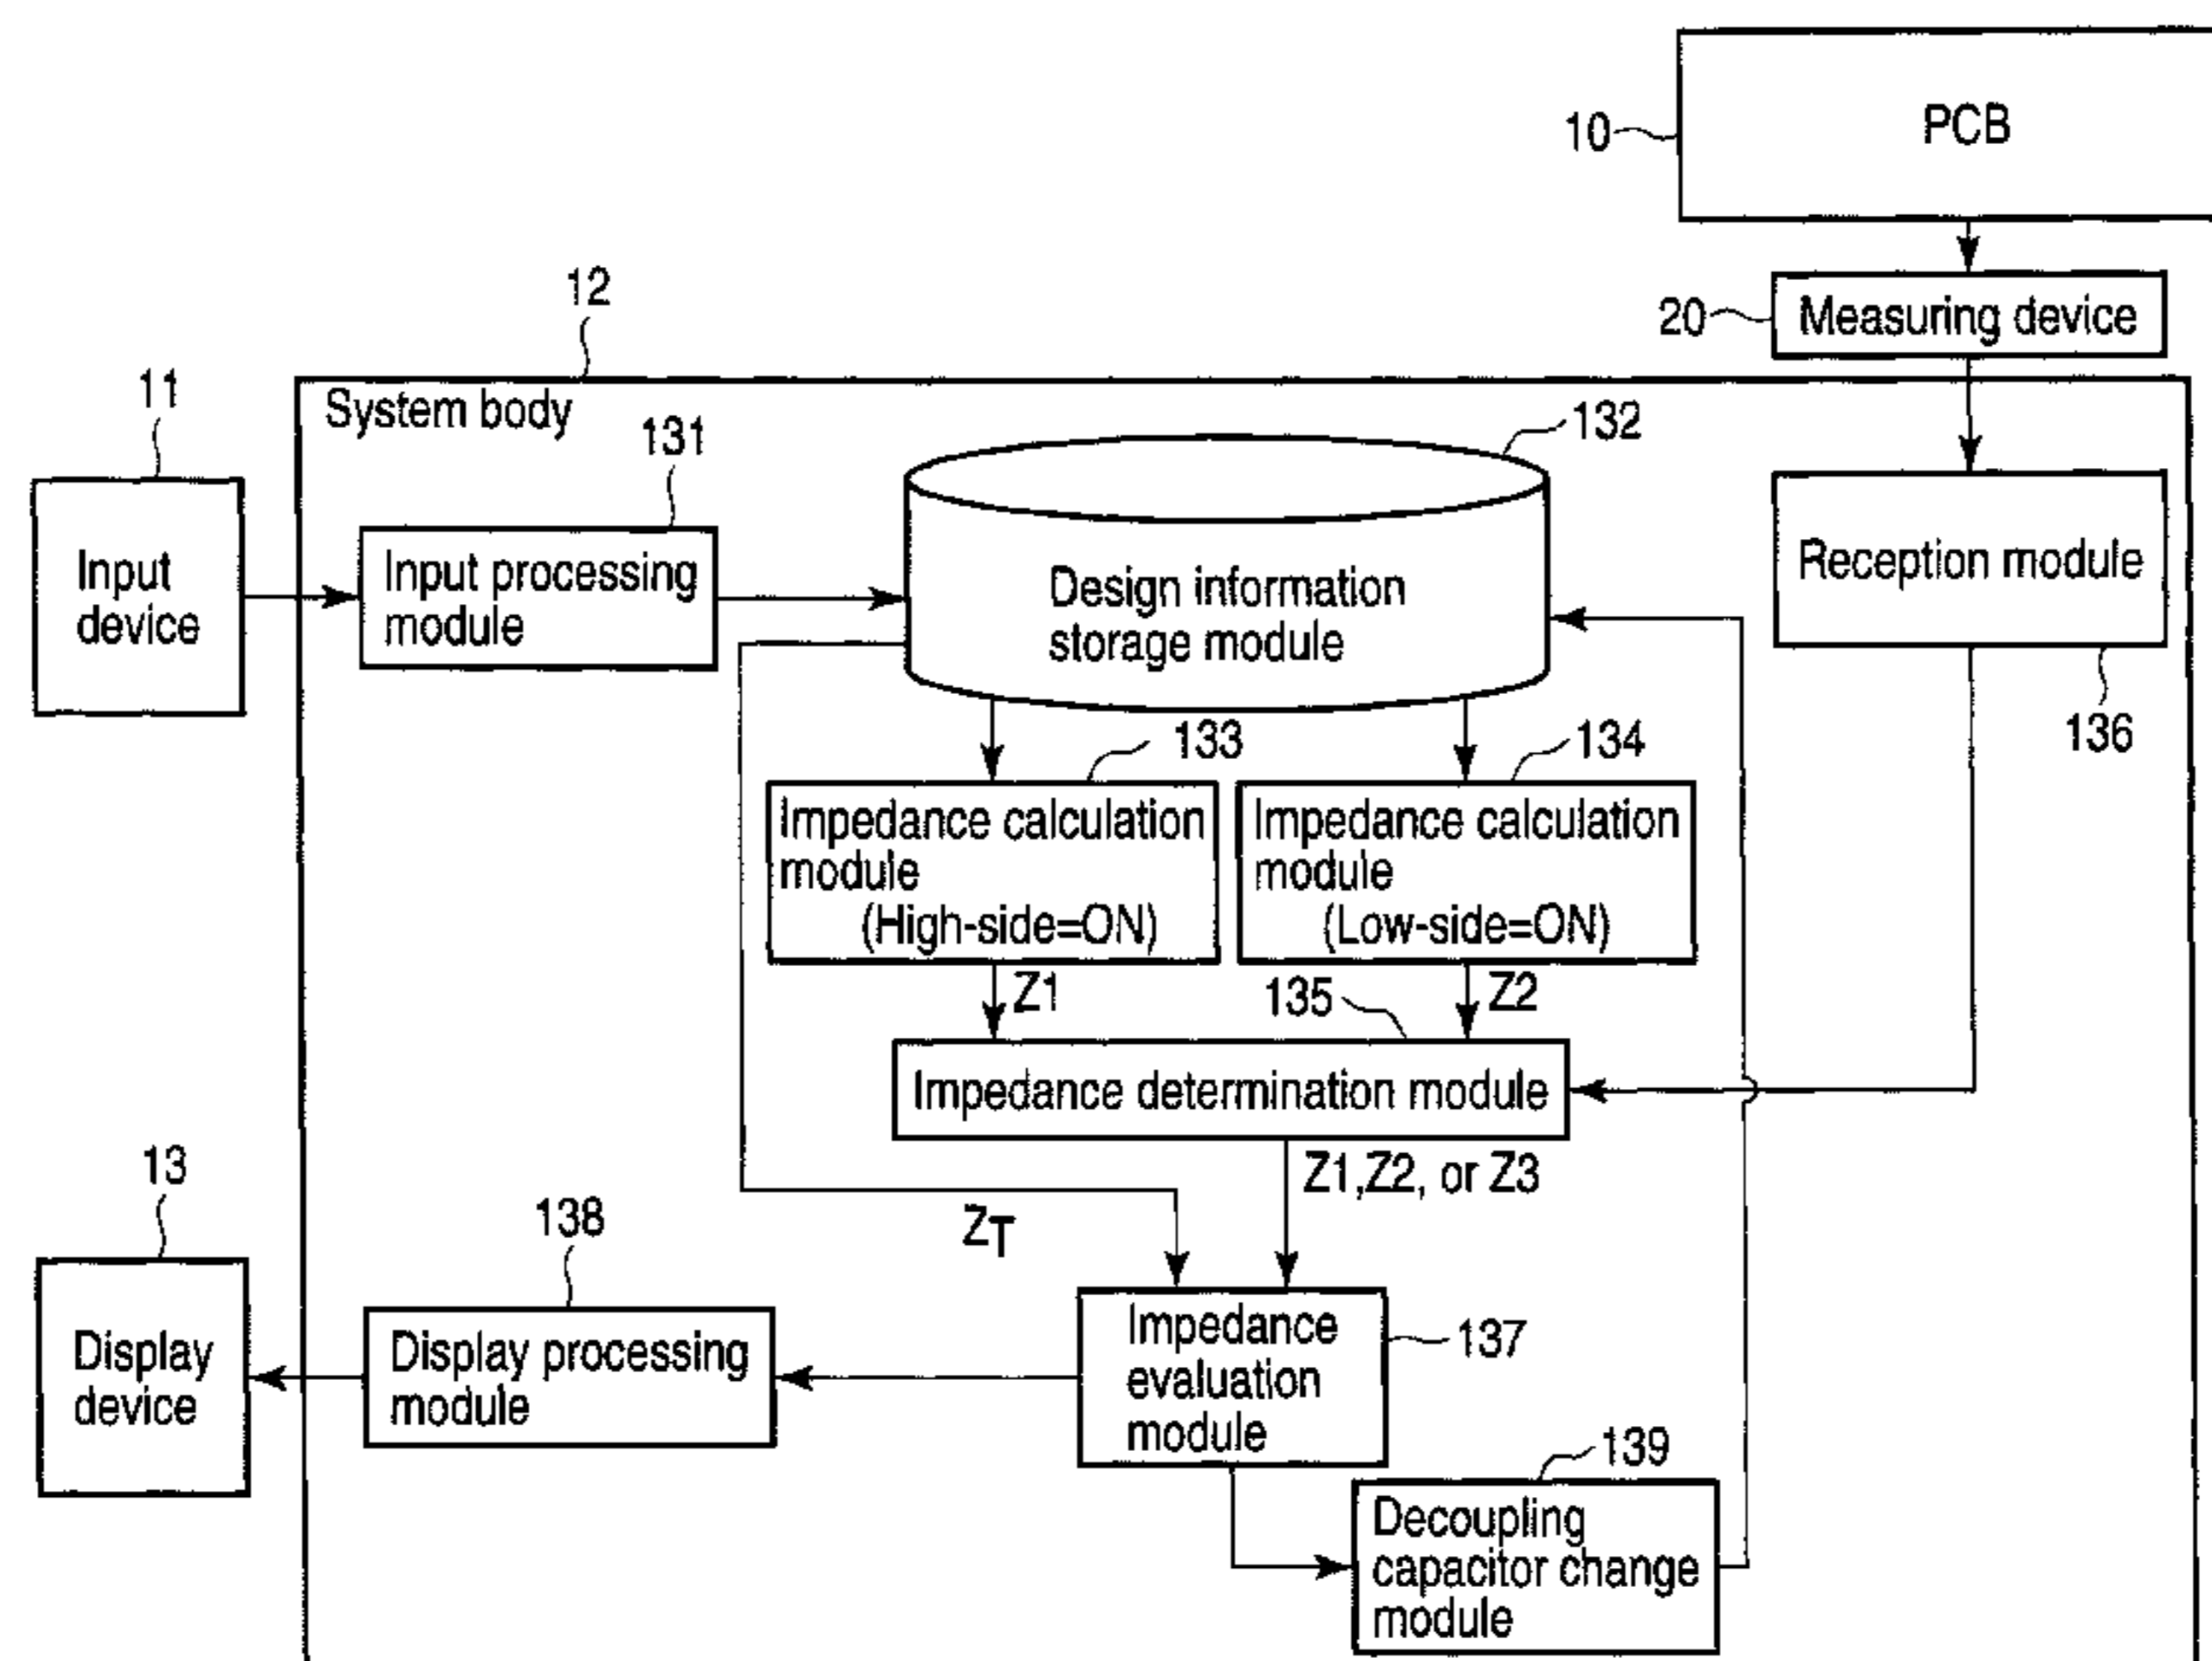 PCB
10
20
Measuring device
12
System body
11
131
132
Input
device
Input processing
module
Design information
storage module
Reception module
136
133
134
Impedance calculation
module
(High-side=ON)
Impedance calculation
module
(Low-side=ON)
Z1
135
Z2
Impedance determination module
Z1,Z2, or Z3
ZT
13
138
Display
device
Display processing
module
Impedance
evaluation
module
137
139
Decoupling
capacitor change
module